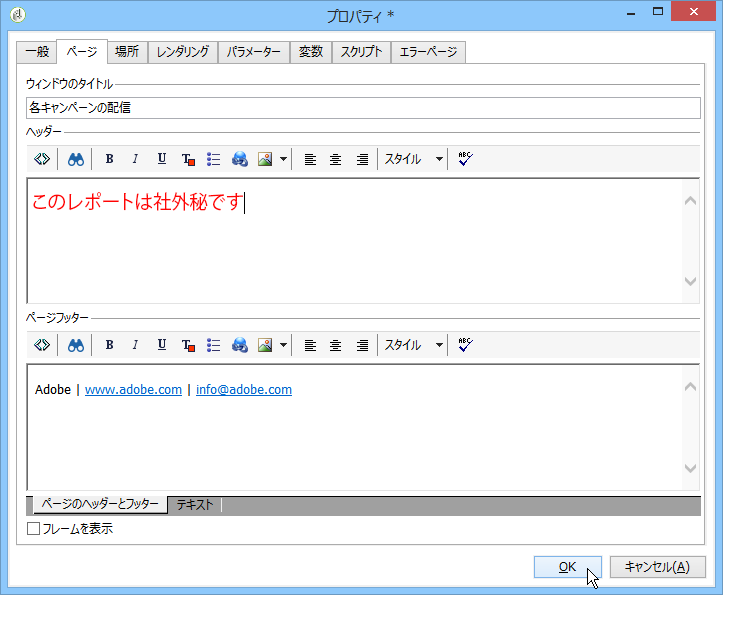 プロパティ *
一般 ページ 場所 レンダリング パラメーター 変数 スクリプト エラーページ
ウィンドウのタイトル
各キャンペーンの配信
ヘッダー
B I U T スタイル ABC
このレポートは社外秘です
ページフッター
B I U T スタイル ABC
Adobe | www.adobe.com | info@adobe.com
ページのヘッダーとフッター テキスト
フレームを表示
OK キャンセル(A)